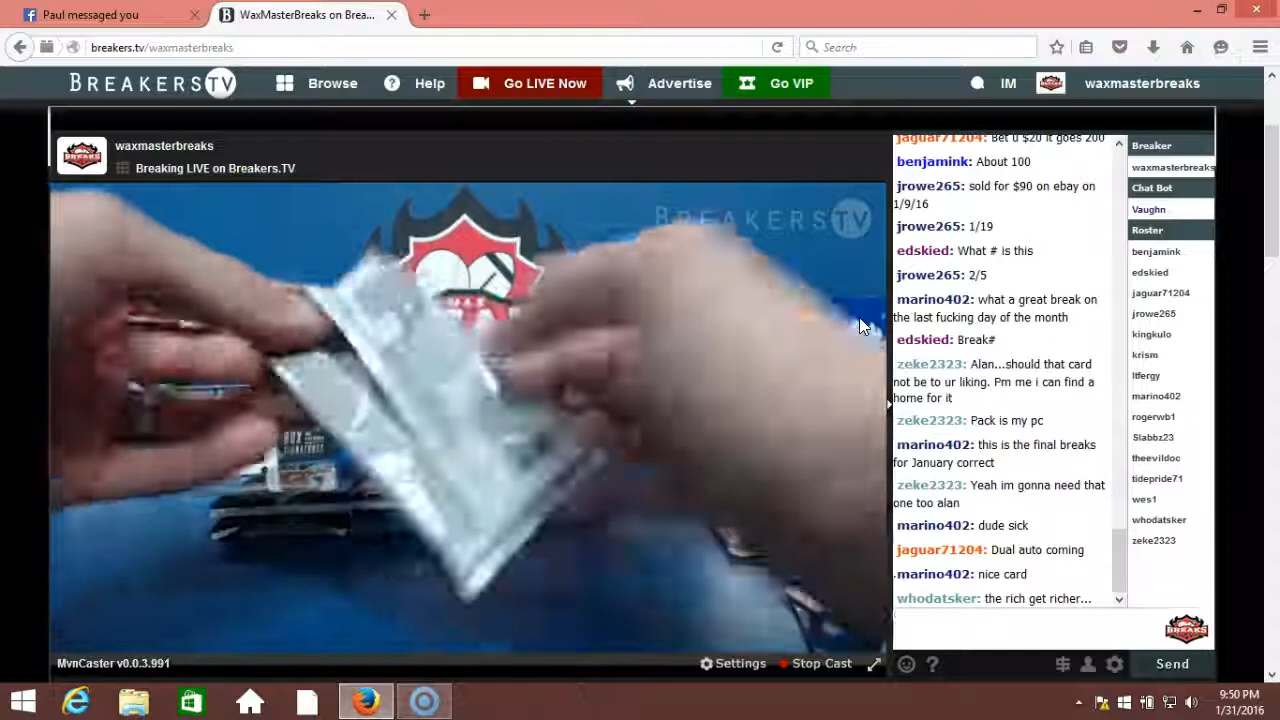 Paul messaged you
WaxMasterBreaks on Brea...
breakers.tv/waxmasterbreaks
Search
BREAKERS TV
Browse
Help
Go LIVE Now
Advertise
Go VIP
IM
waxmasterbreaks
waxmasterbreaks
Breaking LIVE on Breakers.TV
BREAKERS TV
BOX
SIGNATURES
jaguar71204: Bet u $20 it goes 200
benjamink: About 100
jrowe265: sold for $90 on ebay on
1/9/16
jrowe265: 1/19
edskied: What # is this
jrowe265: 2/5
marino402: what a great break on
the last fucking day of the month
edskied: Break#
zeke2323: Alan...should that card
not be to ur liking. Pm me i can find a
home for it
zeke2323: Pack is my pc
marino402: this is the final breaks
for January correct
zeke2323: Yeah im gonna need that
one too alan
marino402: dude sick
jaguar71204: Dual auto coming
marino402: nice card
whodatsker: the rich get richer...
Breaker
waxmasterbreaks
Chat Bot
Vaughn
Roster
benjamink
edskied
jaguar71204
jrowe265
kingkulo
krism
ltfergy
marino402
rogerwb1
Slabbz23
theevildoc
tidepride71
wes1
whodatsker
zeke2323
BREAKS
MvnCaster v0.0.3.991
Settings
Stop Cast
Send
9:50 PM
1/31/2016